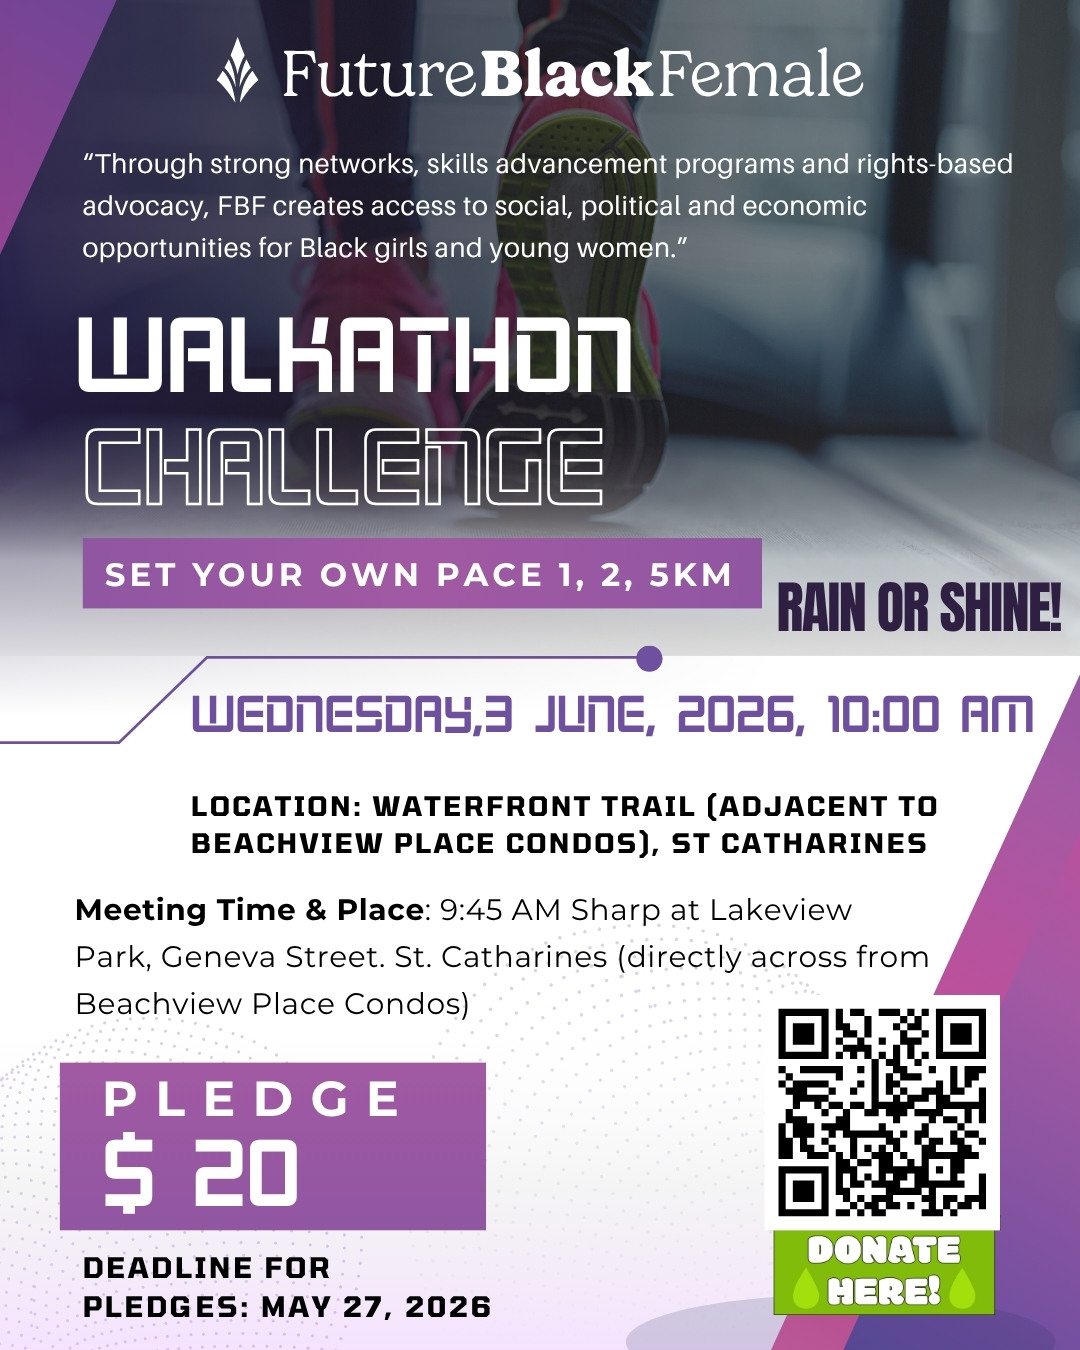 FutureBlackFemale
“Through strong networks, skills advancement programs and rights-based
advocacy, FBF creates access to social, political and economic
opportunities for Black girls and young women.”
WALKATHON
CHALLENGE
SET YOUR OWN PACE 1, 2, 5KM
RAIN OR SHINE!
WEDNESDAY,3 JUNE, 2026, 10:00 AM
LOCATION: WATERFRONT TRAIL (ADJACENT TO
BEACHVIEW PLACE CONDOS), ST CATHARINES
Meeting Time & Place: 9:45 AM Sharp at Lakeview
Park, Geneva Street. St. Catharines (directly across from
Beachview Place Condos)
PLEDGE
$ 20
DEADLINE FOR
PLEDGES: MAY 27, 2026
DONATE
HERE!